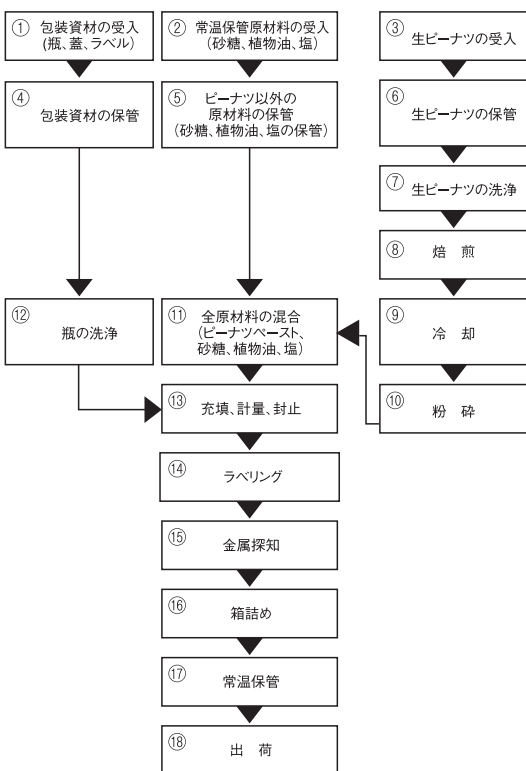 ① 包装資材の受入
(瓶、蓋、ラベル)
② 常温保管原材料の受入
(砂糖、植物油、塩)
③ 生ピーナツの受入
④ 包装資材の保管
⑤ ピーナツ以外の
原材料の保管
(砂糖、植物油、塩の保管)
⑥ 生ピーナツの保管
⑦ 生ピーナツの洗浄
⑧ 焙 煎
⑫ 瓶の洗浄
⑪ 全原材料の混合
(ピーナツペースト、
砂糖、植物油、塩)
⑨ 冷 却
⑩ 粉 砕
⑬ 充填、計量、封止
⑭ ラベリング
⑮ 金属探知
⑯ 箱詰め
⑰ 常温保管
⑱ 出 荷